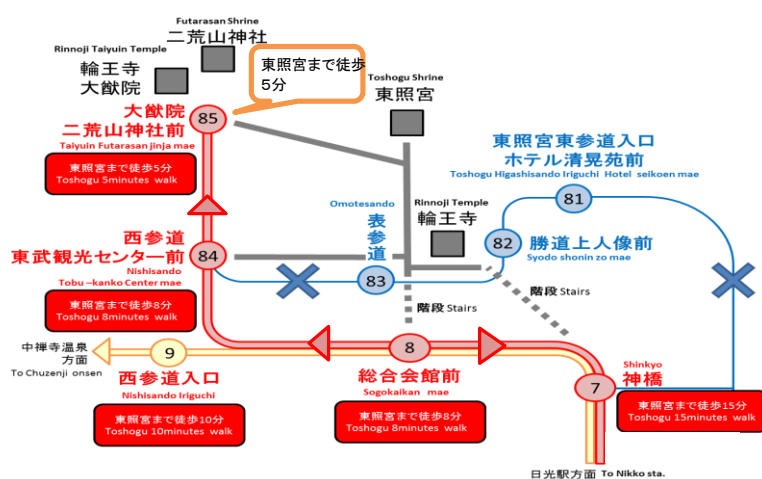 Futarasan Shrine
二荒山神社
Rinnoji Taiyuin Temple
輪王寺
大猷院
東照宮まで徒歩
5分
Toshogu Shrine
東照宮
大猷院
二荒山神社前
Taiyuin Futarasan jinja mae
85
東照宮まで徒歩5分
Toshogu 5minutes walk
東照宮東参道入口
ホテル清晃苑前
Toshogu Higashisando Iriguchi Hotel seikoen mae
81
Omotesando
表参道
83
Rinnoji Temple
輪王寺
82
勝道上人像前
Syodo shonin zo mae
西参道
東武観光センター前
Nishisando
Tobu –kanko Center mae
84
東照宮まで徒歩8分
Toshogu 8minutes walk
階段 Stairs
階段 Stairs
中禅寺温泉
方面
To Chuzenji onsen
9
西参道入口
Nishisando Iriguchi
東照宮まで徒歩10分
Toshogu 10minutes walk
8
総合会館前
Sogokaikan mae
東照宮まで徒歩8分
Toshogu 8minutes walk
7
Shinkyo
神橋
東照宮まで徒歩15分
Toshogu 15minutes walk
日光駅方面 To Nikko sta.